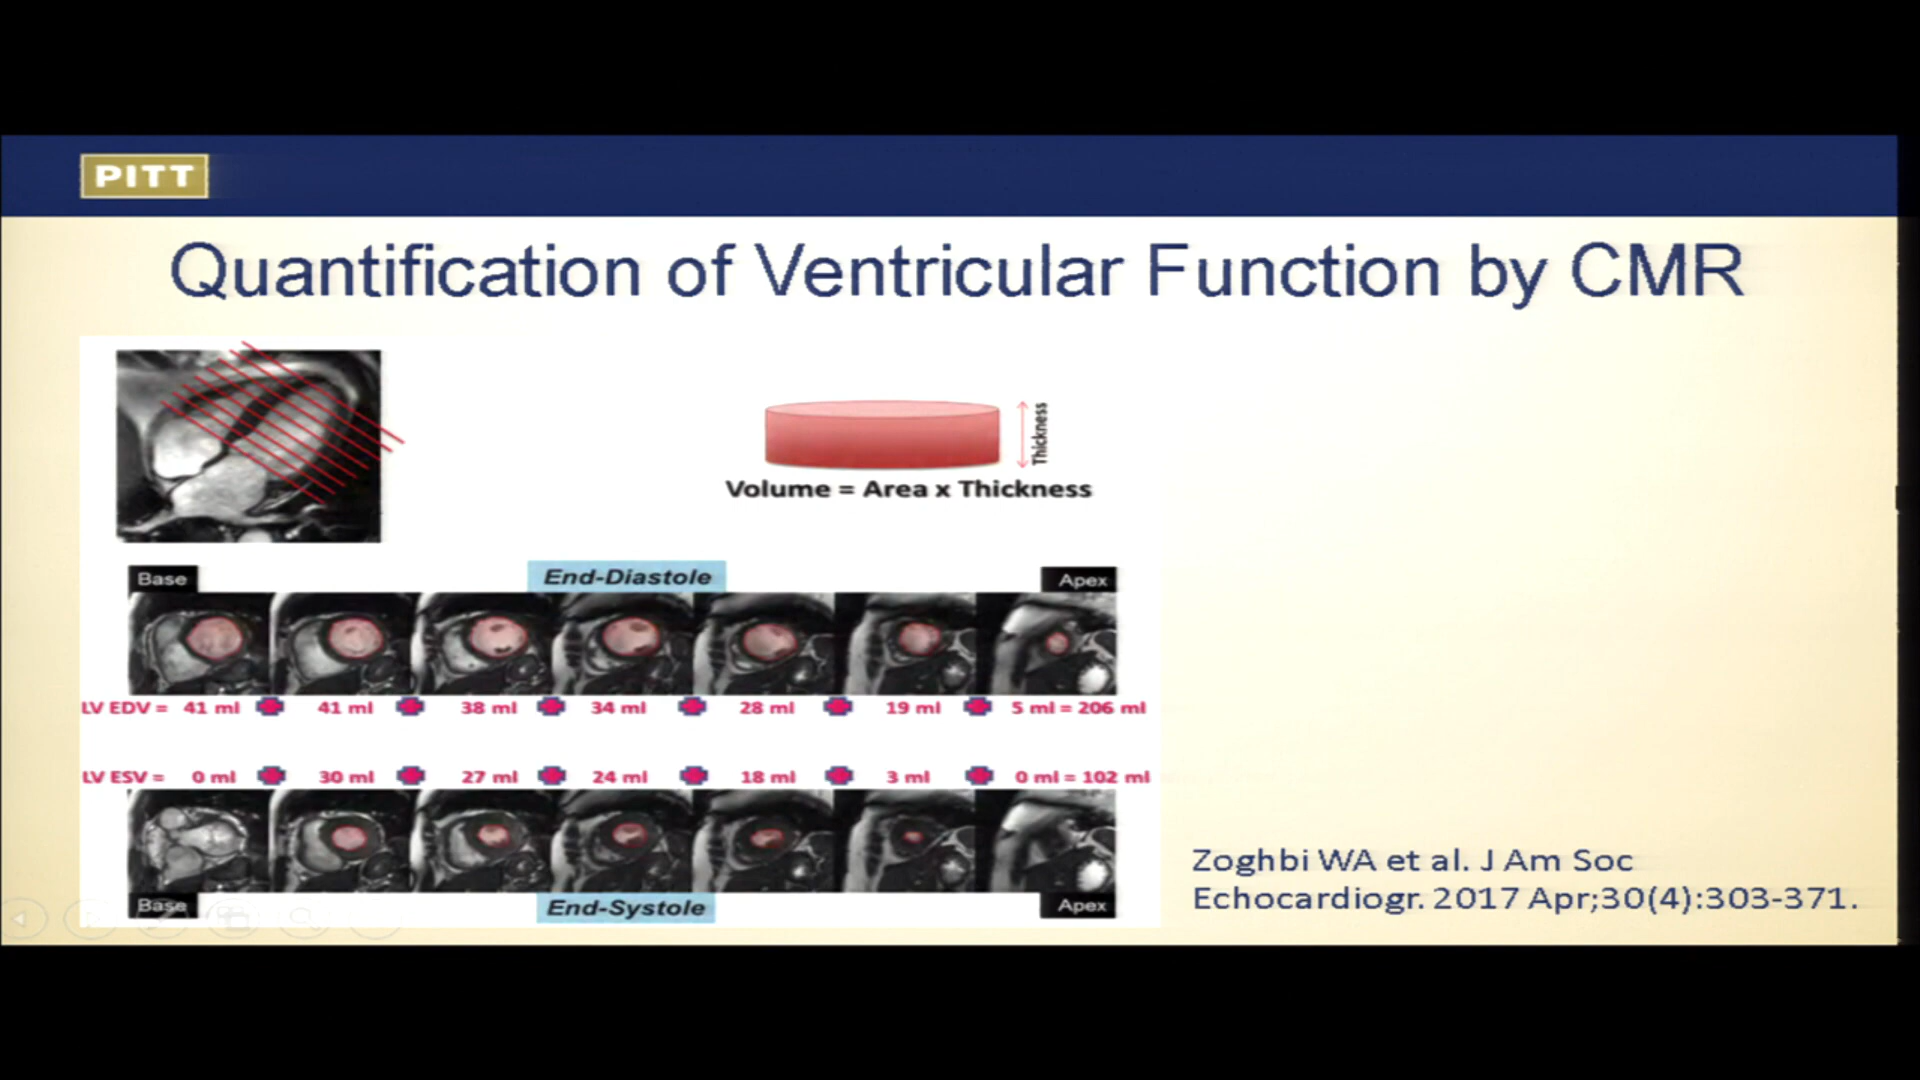 PITT
Quantification of Ventricular Function by CMR
Thickness
Volume = Area x Thickness
Base
End-Diastole
Apex
LV EDV = 41 ml 41 ml 38 ml 34 ml 28 ml 19 ml 5 ml = 206 ml
LV ESV = 0 ml 30 ml 27 ml 24 ml 18 ml 3 ml 0 ml = 102 ml
Base
End-Systole
Apex
Zoghbi WA et al. J Am Soc
Echocardiogr. 2017 Apr;30(4):303-371.